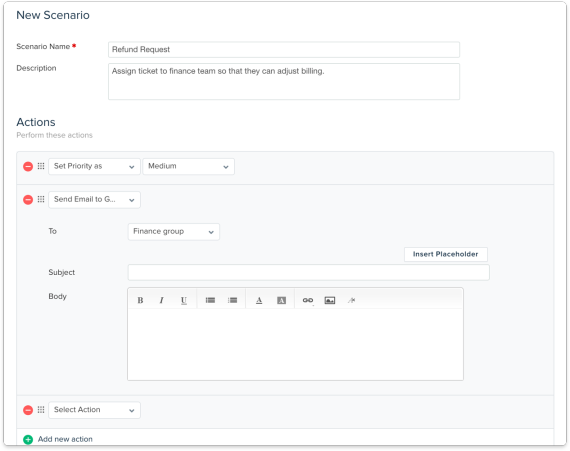 New Scenario
Scenario Name *
Refund Request
Description
Assign ticket to finance team so that they can adjust billing.
Actions
Perform these actions
Set Priority as
Medium
Send Email to G...
To
Finance group
Insert Placeholder
Subject
Body
B I U A A
Select Action
Add new action